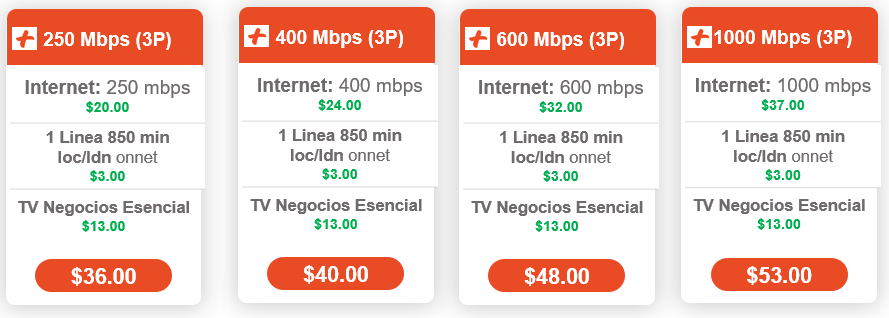 250 Mbps (3P)
Internet: 250 mbps
$20.00
1 Linea 850 min
loc/ldn onnet
$3.00
TV Negocios Esencial
$13.00
$36.00
400 Mbps (3P)
Internet: 400 mbps
$24.00
1 Linea 850 min
loc/ldn onnet
$3.00
TV Negocios Esencial
$13.00
$40.00
600 Mbps (3P)
Internet: 600 mbps
$32.00
1 Linea 850 min
loc/ldn onnet
$3.00
TV Negocios Esencial
$13.00
$48.00
1000 Mbps (3P)
Internet: 1000 mbps
$37.00
1 Linea 850 min
loc/ldn onnet
$3.00
TV Negocios Esencial
$13.00
$53.00